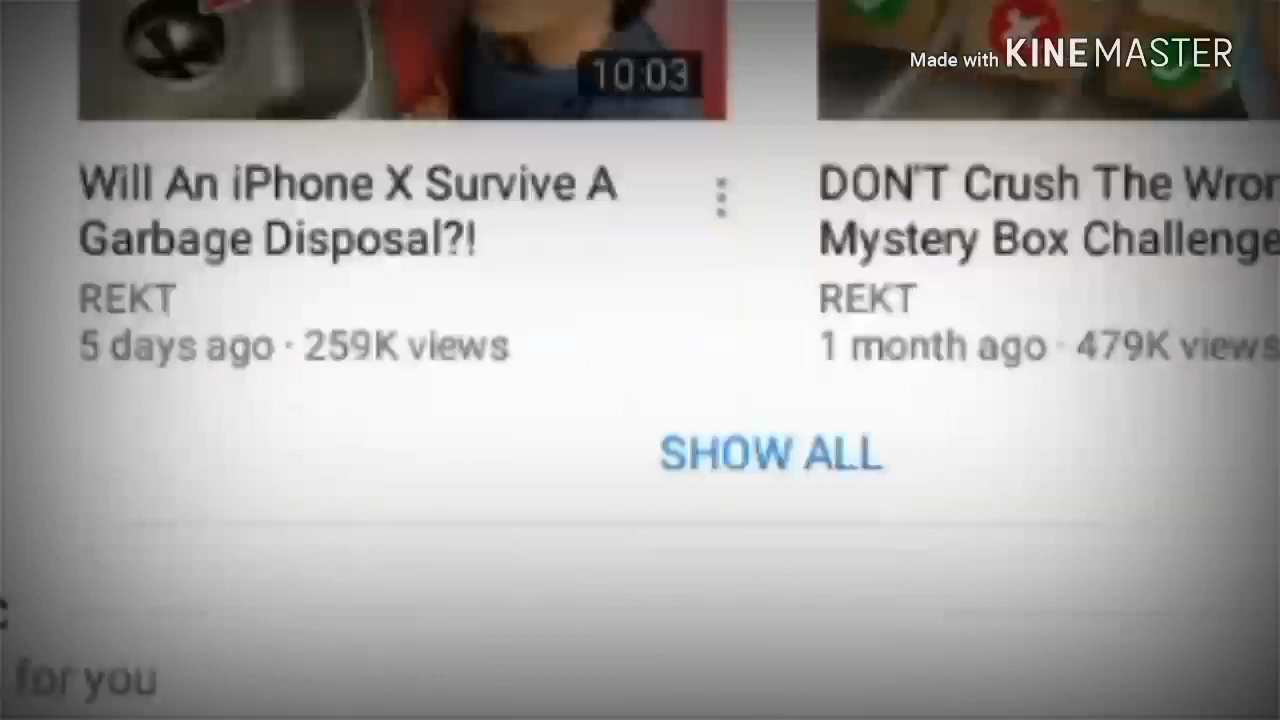 Made with KINEMASTER
10:03
Will An iPhone X Survive A
Garbage Disposal?!
REKT
5 days ago · 259K views
DON'T Crush The
Mystery Box Challenge
REKT
1 month ago · 479K views
SHOW ALL
for you